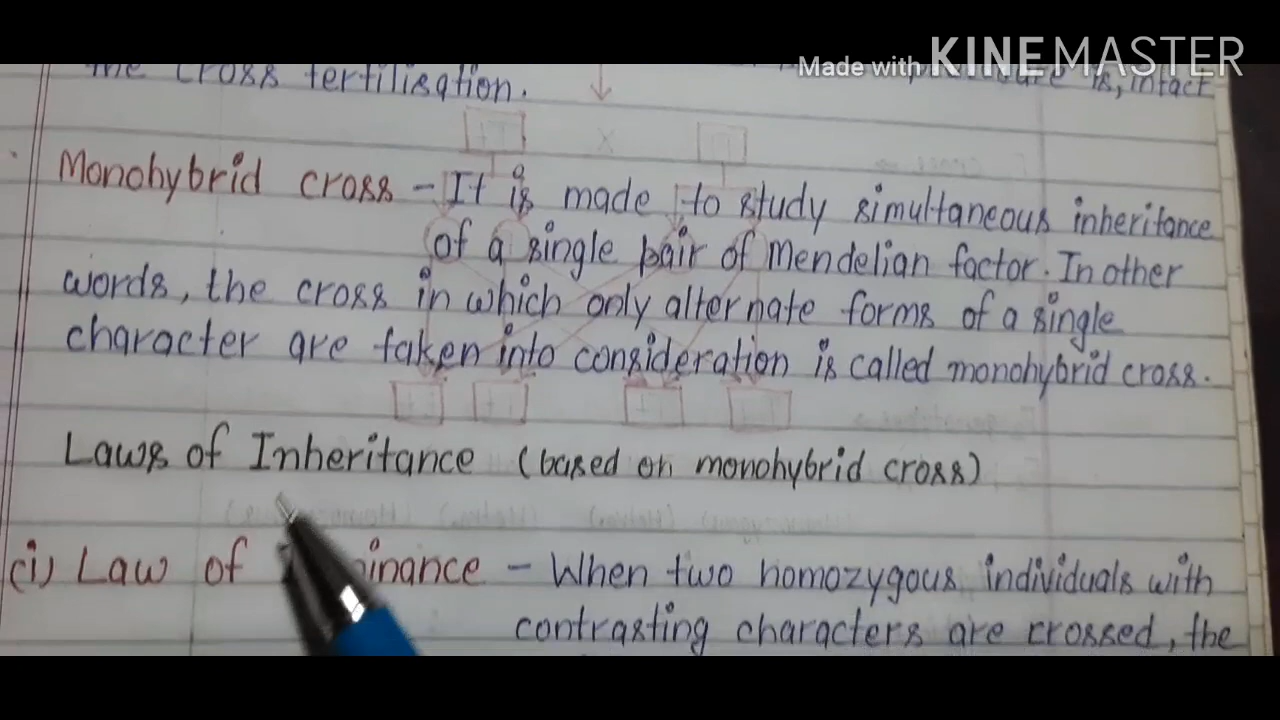 Made with KINEMASTER
the cross fertilisation. is, infact
Monohybrid cross - It is made to study simultaneous inheritance
of a single pair of Mendelian factor. In other
words, the cross in which only alternate forms of a single
character are taken into consideration is called monohybrid cross.
Laws of Inheritance (based on monohybrid cross)
(i) Law of - When two homozygous individuals with
contrasting characters are crossed, the